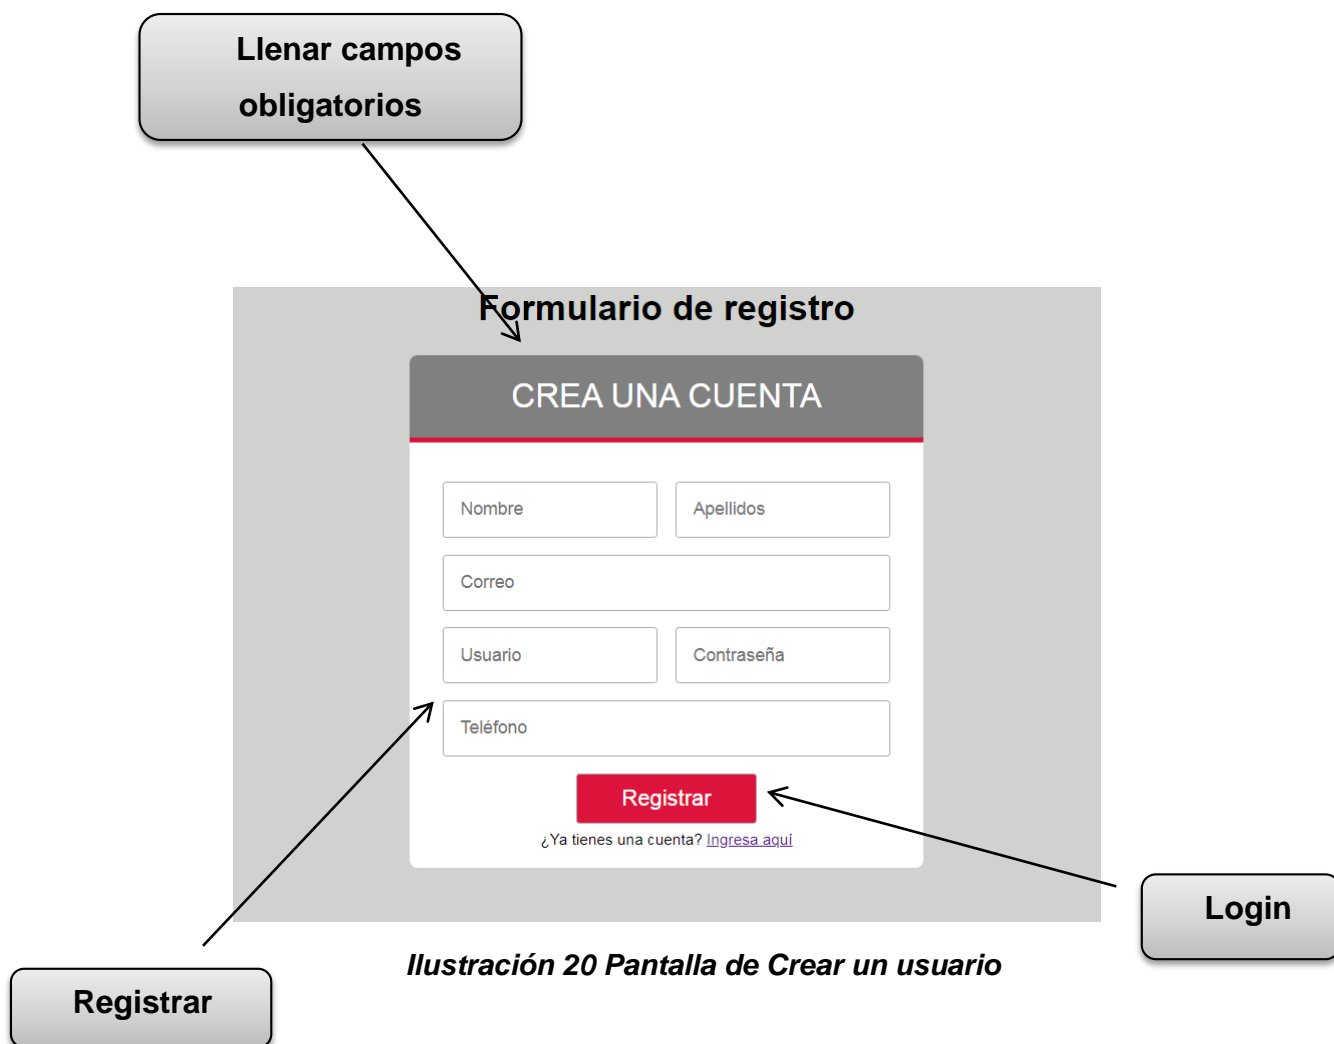 Llenar campos
obligatorios
Formulario de registro
CREA UNA CUENTA
Nombre
Apellidos
Correo
Usuario
Contraseña
Teléfono
Registrar
¿Ya tienes una cuenta? Ingresa aquí
Login
Ilustración 20 Pantalla de Crear un usuario
Registrar